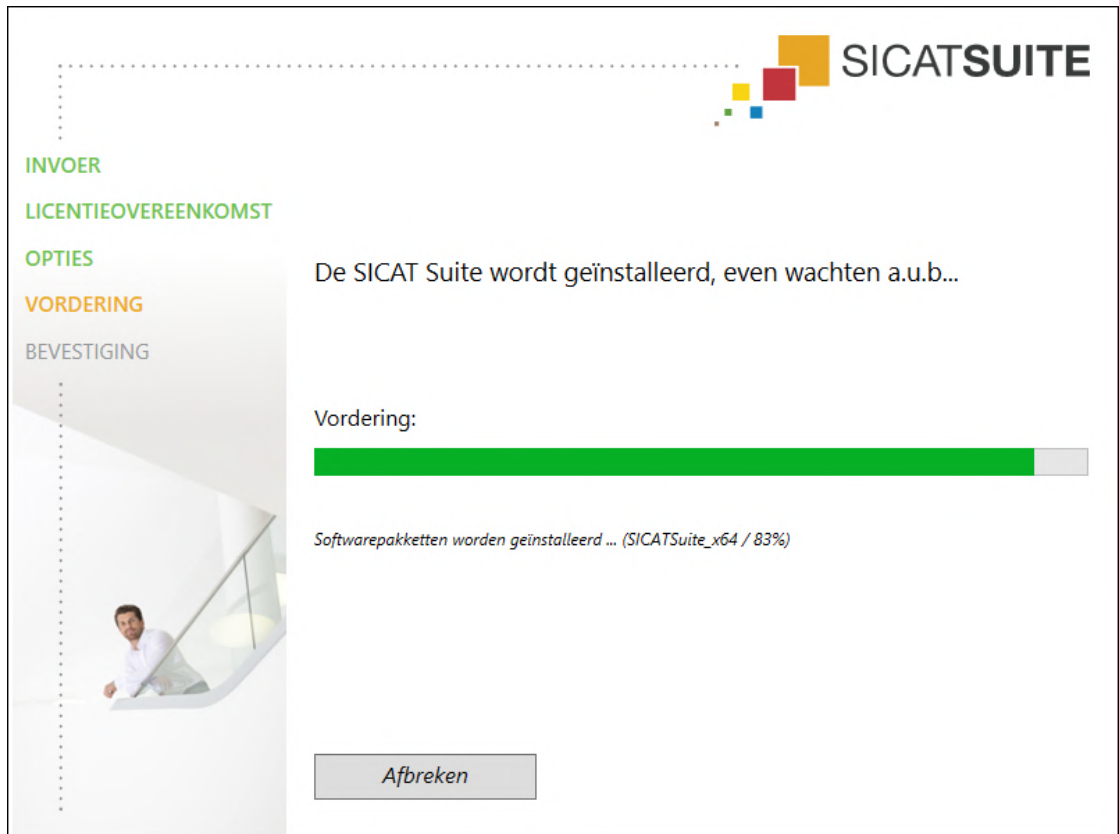 SICATSUITE
INVOER
LICENTIEOVEREENKOMST
OPTIES
VORDERING
BEVESTIGING
De SICAT Suite wordt geïnstalleerd, even wachten a.u.b...
Vordering:
Softwarepakketten worden geïnstalleerd ... (SICATSuite_x64 / 83%)
Afbreken